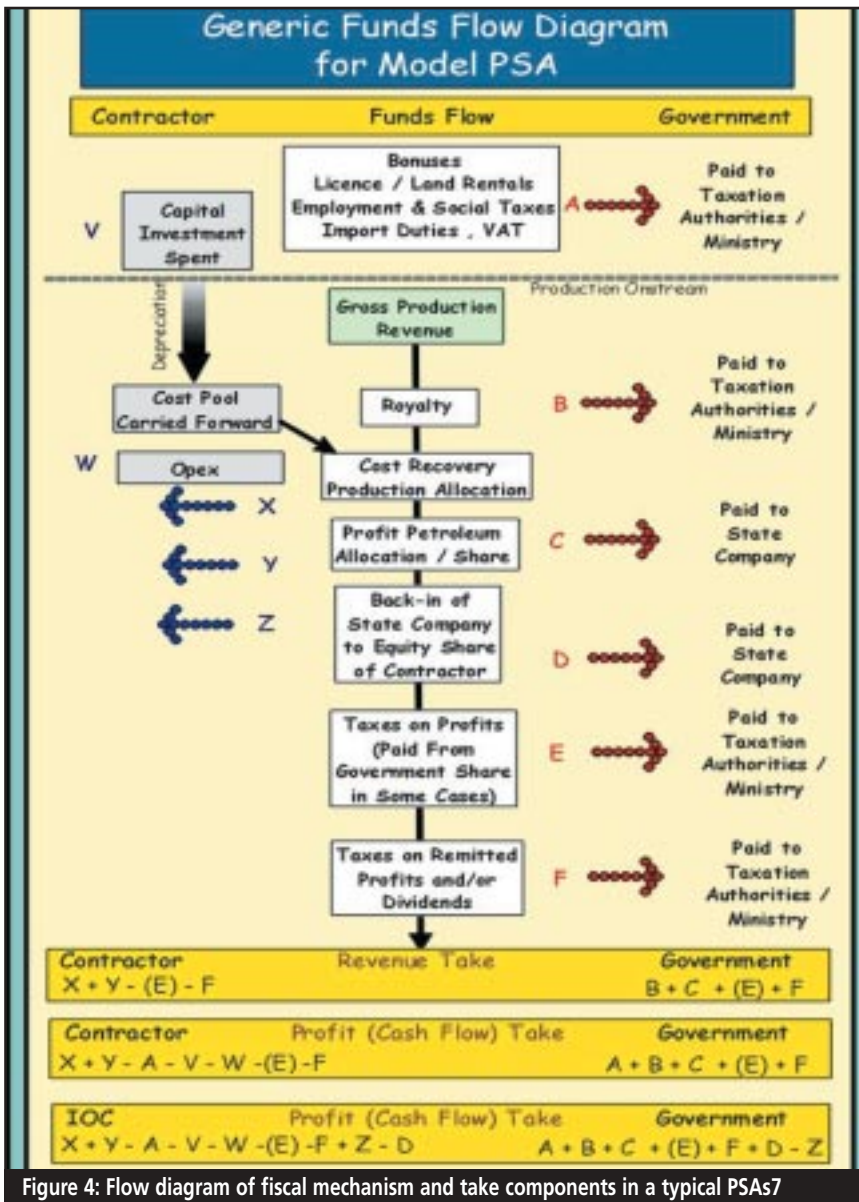 Generic Funds Flow Diagram
for Model PSA
Contractor Funds Flow Government
Bonuses
Licence / Land Rentals
Employment & Social Taxes
Import Duties , VAT
A
Paid to
Taxation
Authorities /
Ministry
V
Capital
Investment
Spent
Production Onstream
Depreciation
Gross Production
Revenue
Cost Pool
Carried Forward
Royalty
B
Paid to
Taxation
Authorities /
Ministry
W
Opex
Cost Recovery
Production Allocation
X
Profit Petroleum
Allocation / Share
C
Paid to
State
Company
Y
Z
Back-in of
State Company
to Equity Share
of Contractor
D
Paid to
State
Company
Taxes on Profits
(Paid From
Government Share
in Some Cases)
E
Paid to
Taxation
Authorities /
Ministry
Taxes on Remitted
Profits and/or
Dividends
F
Paid to
Taxation
Authorities /
Ministry
Contractor Revenue Take Government
X + Y - (E) - F B + C + (E) + F
Contractor Profit (Cash Flow) Take Government
X + Y - A - V - W -(E) -F A + B + C + (E) + F
IOC Profit (Cash Flow) Take Government
X + Y - A - V - W -(E) -F + Z - D A + B + C + (E) + F + D - Z
Figure 4: Flow diagram of fiscal mechanism and take components in a typical PSAs7